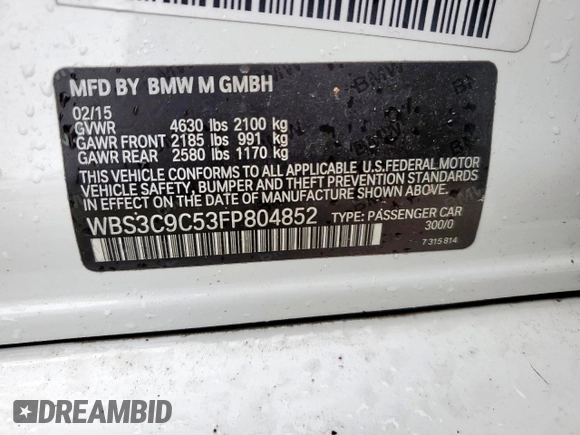 MFD BY BMW M GMBH
02/15
GVWR 4630 lbs 2100 kg
GAWR FRONT 2185 lbs 991 kg
GAWR REAR 2580 lbs 1170 kg
THIS VEHICLE CONFORMS TO ALL APPLICABLE U.S.FEDERAL MOTOR
VEHICLE SAFETY, BUMPER, AND THEFT PREVENTION STANDARDS
IN EFFECT ON THE DATE OF MANUFACTURE SHOWN ABOVE.
WBS3C9C53FP804852 TYPE: PASSENGER CAR
300/0
7 315 814
DREAMBID